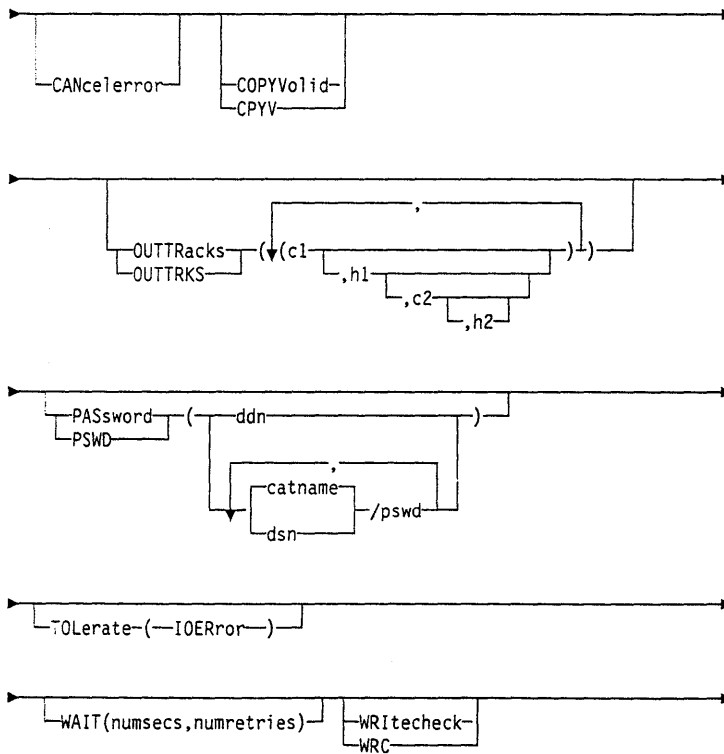 CANcelerror
COPYVolid
CPYV
,
OUTTRacks ( (c1 ) )
OUTTRKS ,h1
,c2
,h2
PASsword ( ddn )
PSWD
,
catname /pswd
dsn
TOLerate (IOERror )
WAIT(numsecs,numretries) WRItecheck
WRC